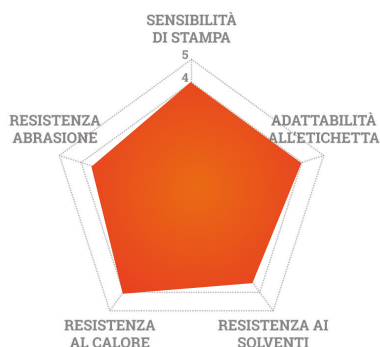 SENSIBILITÀ
DI STAMPA
5
4
RESISTENZA
ABRASIONE
ADATTABILITÀ
ALL'ETICHETTA
RESISTENZA
AL CALORE
RESISTENZA AI
SOLVENTI